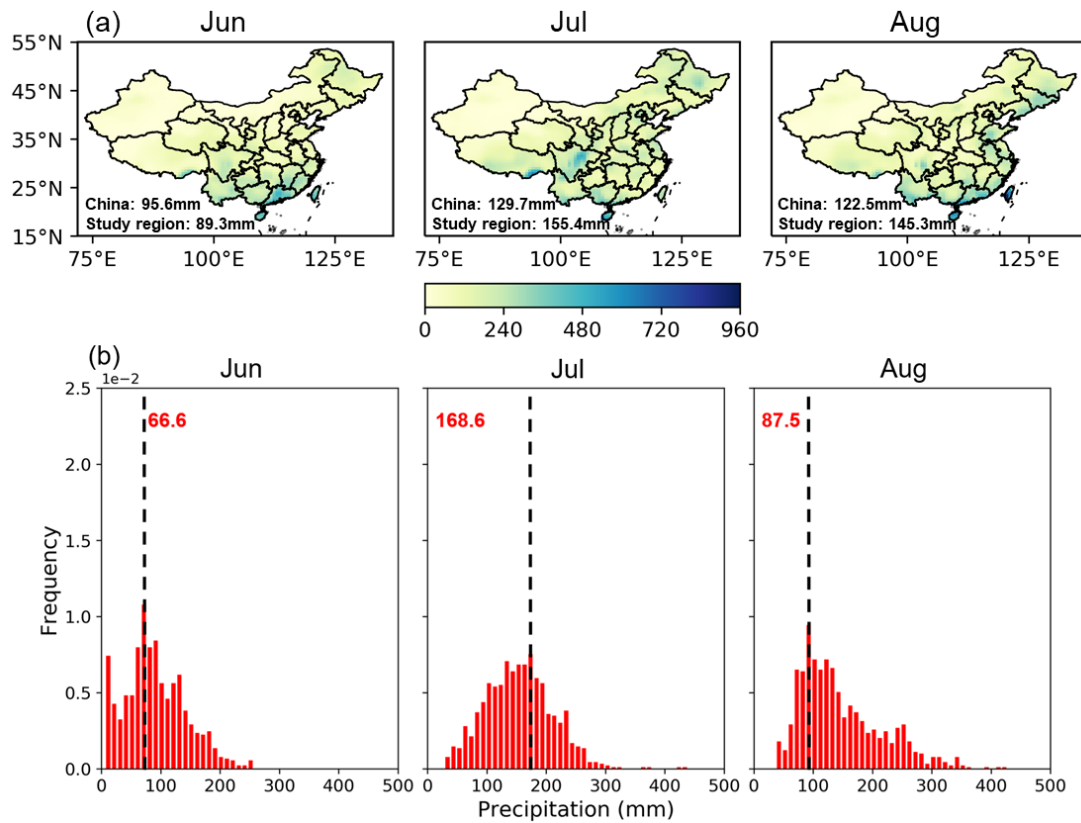 (a)
Jun
Jul
Aug
55°N
45°N
35°N
25°N
15°N
China: 95.6mm
Study region: 89.3mm
China: 129.7mm
Study region: 155.4mm
China: 122.5mm
Study region: 145.3mm
75°E
100°E
125°E
75°E
100°E
125°E
75°E
100°E
125°E
0
240
480
720
960
(b)
Jun
Jul
Aug
1e−2
2.5
2.0
1.5
1.0
0.5
0.0
Frequency
66.6
168.6
87.5
0
100
200
300
400
500
0
100
200
300
400
500
0
100
200
300
400
500
Precipitation (mm)